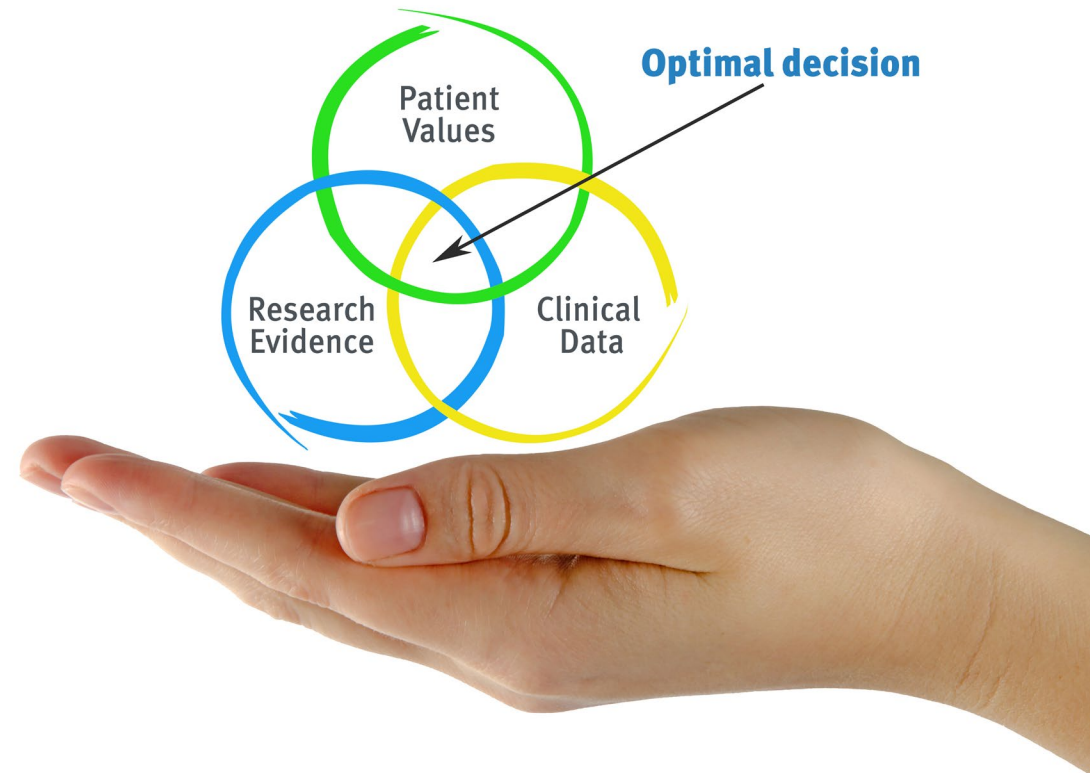 Optimal decision
Patient
Values
Research
Evidence
Clinical
Data